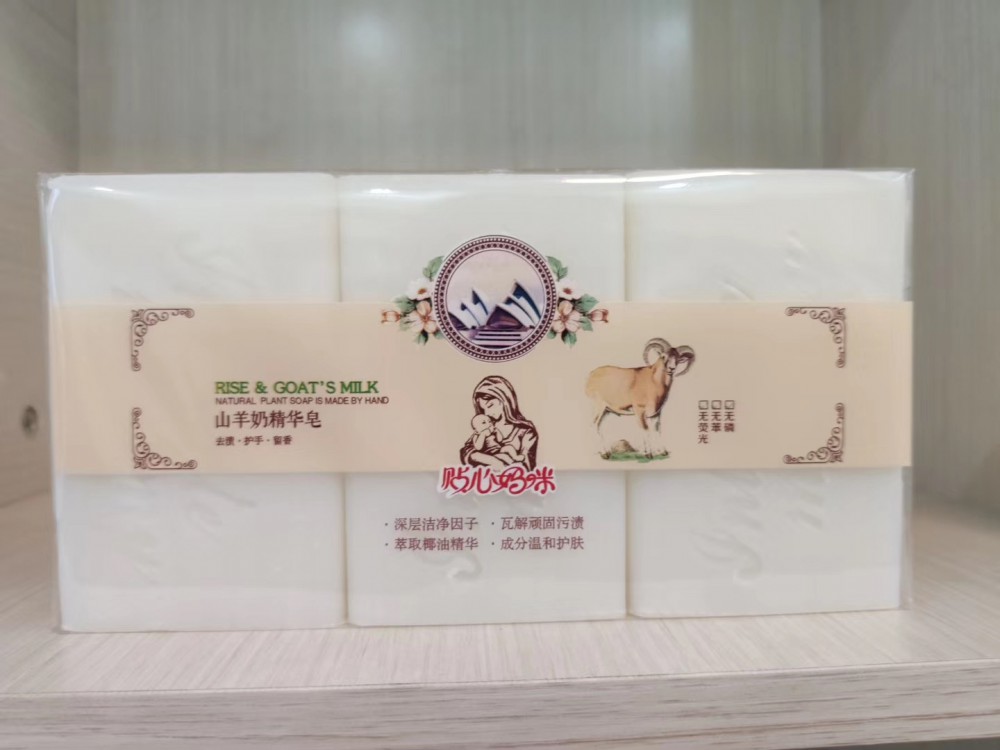 RISE & GOAT'S MILK
NATURAL PLANT SOAP IS MADE BY HAND
山羊奶精华皂
去渍·护手·留香
贴心妈咪
·深层洁净因子 ·瓦解顽固污渍
·萃取椰油精华 ·成分温和护肤
无磷
无苯
无荧光